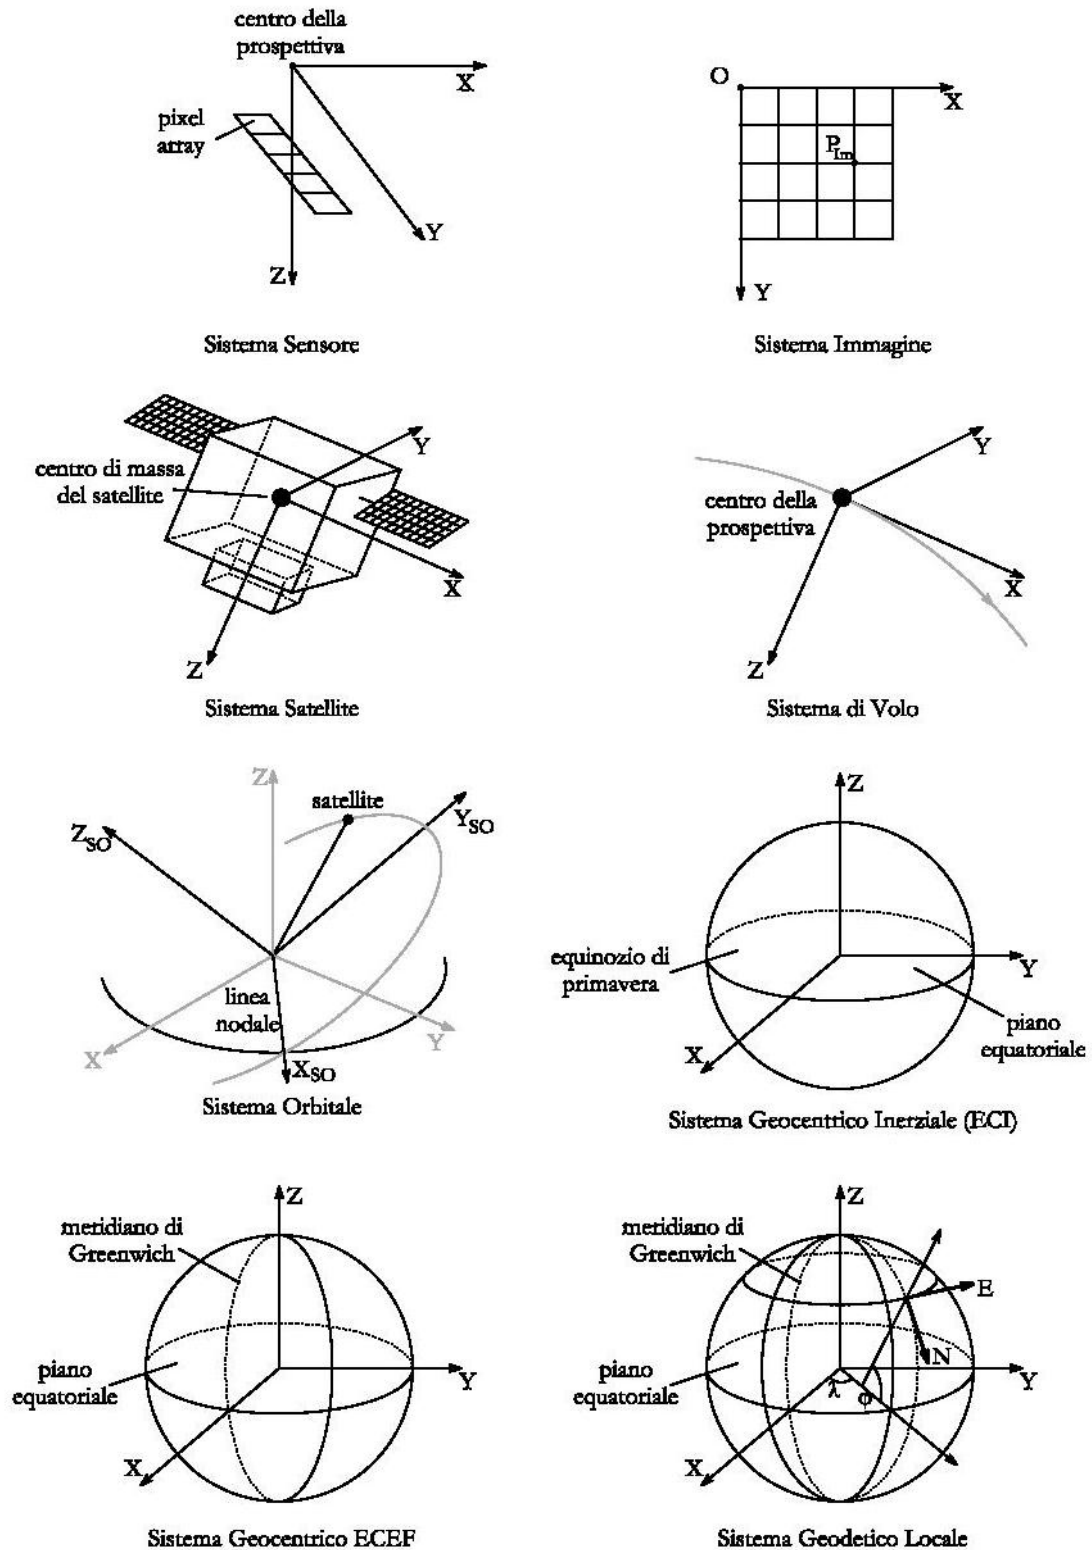 centro della
prospettiva
X
pixel
array
Y
Z
Sistema Sensore
O
X
P_Im
Y
Sistema Immagine
Y
centro di massa
del satellite
X
Z
Sistema Satellite
Y
centro della
prospettiva
X
Z
Sistema di Volo
Z
satellite
Z_SO
Y_SO
linea
nodale
X
Y
X_SO
Sistema Orbitale
Z
equinozio di
primavera
Y
piano
equatoriale
X
Sistema Geocentrico Inerziale (ECI)
Z
meridiano di
Greenwich
piano
equatoriale
Y
X
Sistema Geocentrico ECEF
Z
meridiano di
Greenwich
E
N
piano
equatoriale
Y
λ
φ
X
Sistema Geodetico Locale